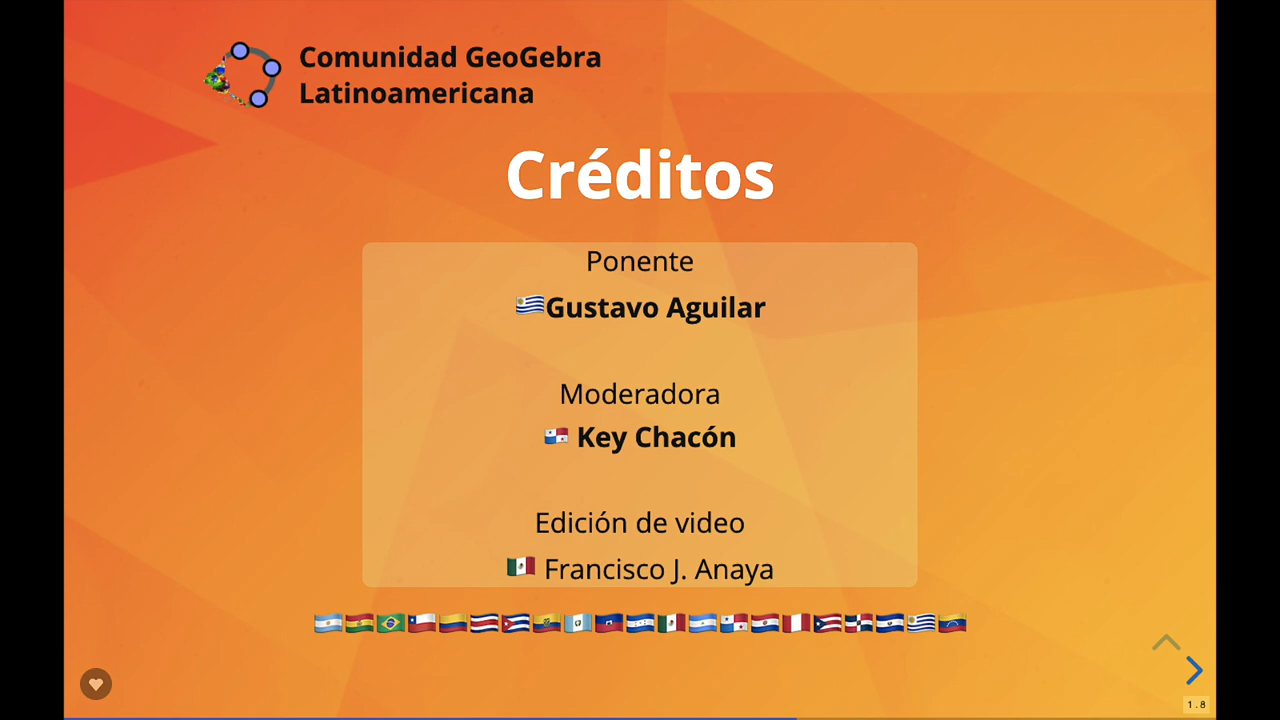 Comunidad GeoGebra
Latinoamericana
Créditos
Ponente
Gustavo Aguilar
Moderadora
Key Chacón
Edición de video
Francisco J. Anaya
1.8